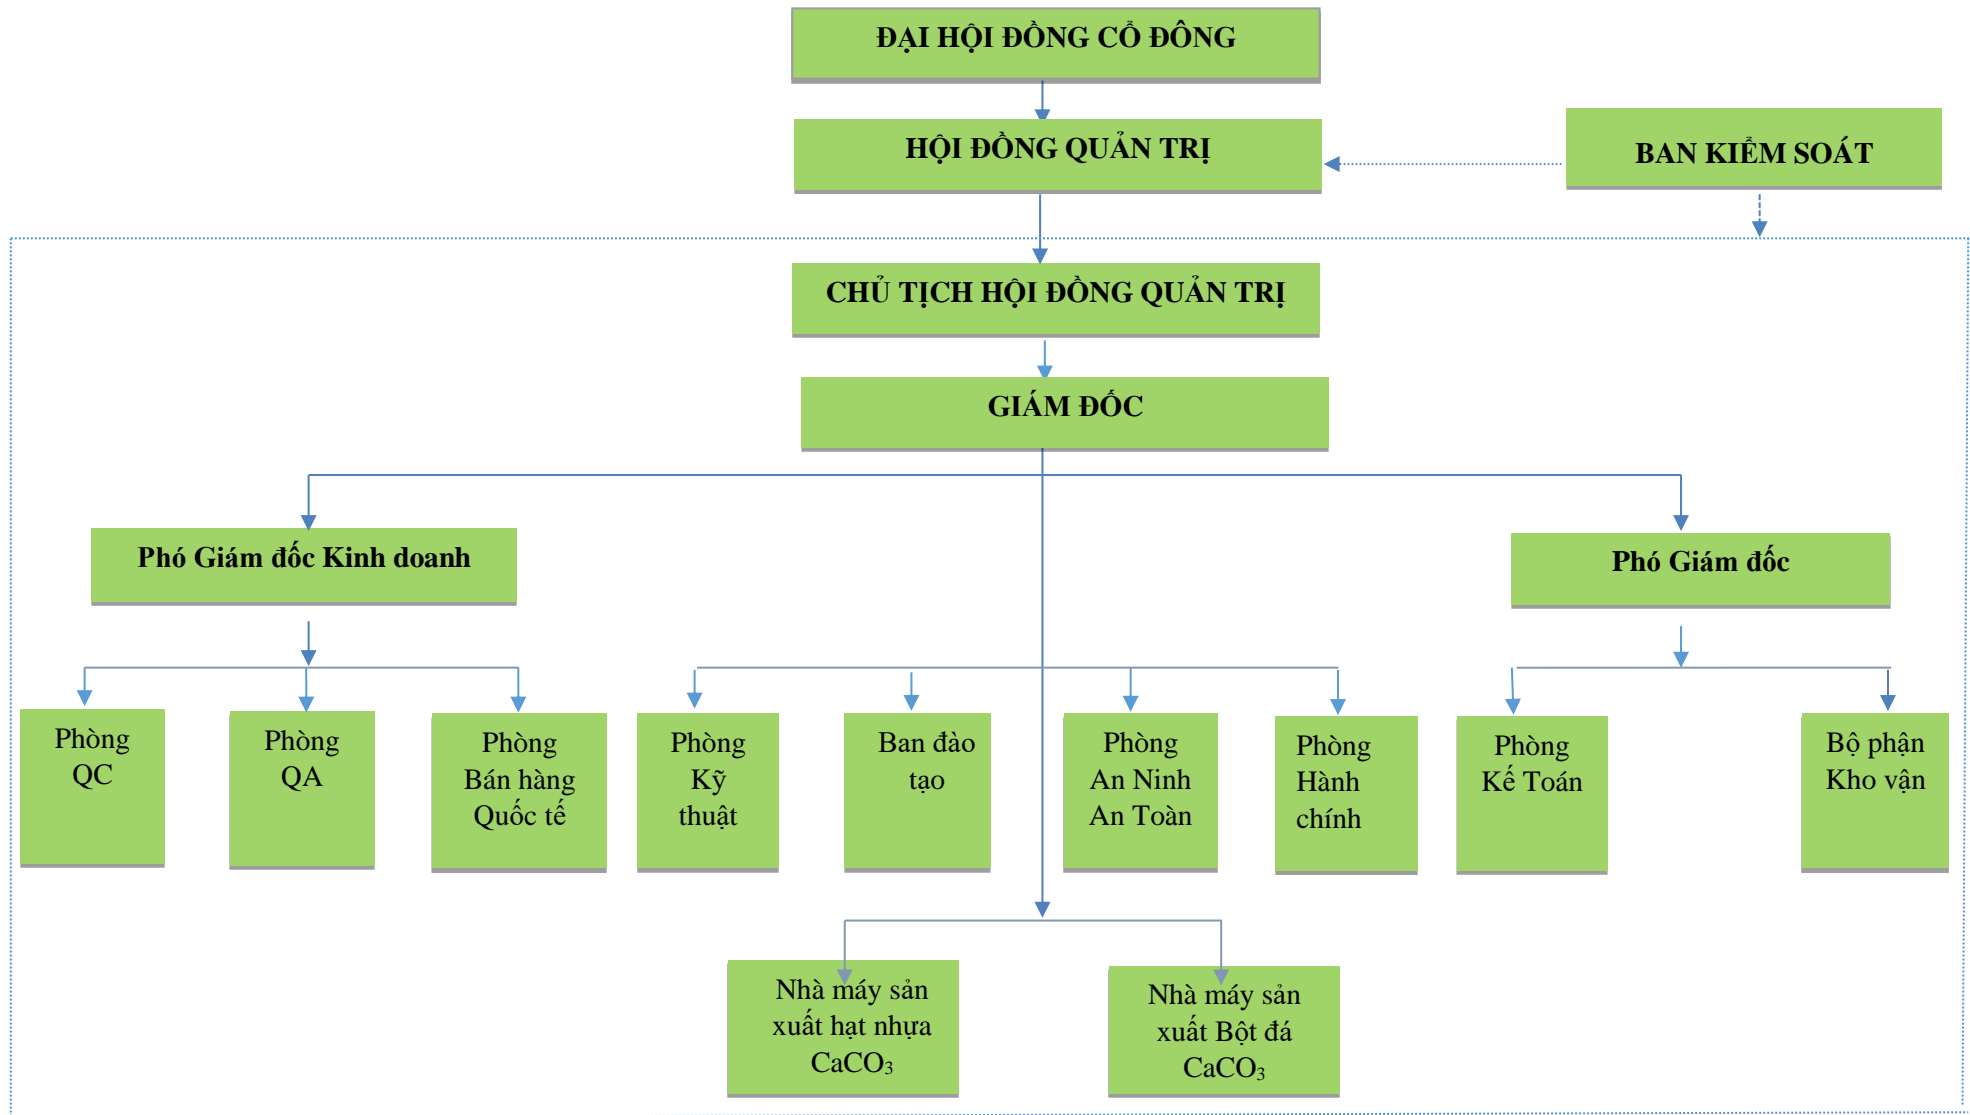 ĐẠI HỘI ĐỒNG CỔ ĐÔNG
HỘI ĐỒNG QUẢN TRỊ
BAN KIỂM SOÁT
CHỦ TỊCH HỘI ĐỒNG QUẢN TRỊ
GIÁM ĐỐC
Phó Giám đốc Kinh doanh
Phó Giám đốc
Phòng
QC
Phòng
QA
Phòng
Bán hàng
Quốc tế
Phòng
Kỹ
thuật
Ban đào
tạo
Phòng
An Ninh
An Toàn
Phòng
Hành
chính
Phòng
Kế Toán
Bộ phận
Kho vận
Nhà máy sản
xuất hạt nhựa
CaCO₃
Nhà máy sản
xuất Bột đá
CaCO₃